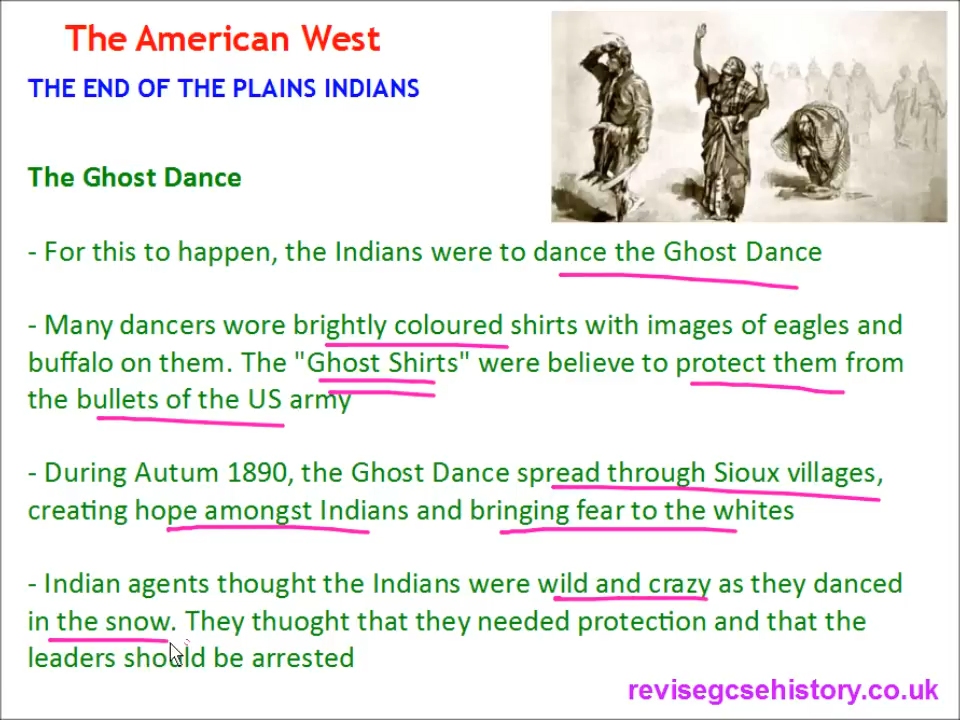 The American West
THE END OF THE PLAINS INDIANS
The Ghost Dance
- For this to happen, the Indians were to dance the Ghost Dance
- Many dancers wore brightly coloured shirts with images of eagles and
buffalo on them. The "Ghost Shirts" were believe to protect them from
the bullets of the US army
- During Autum 1890, the Ghost Dance spread through Sioux villages,
creating hope amongst Indians and bringing fear to the whites
- Indian agents thought the Indians were wild and crazy as they danced
in the snow. They thuoght that they needed protection and that the
leaders should be arrested
revisegcsehistory.co.uk